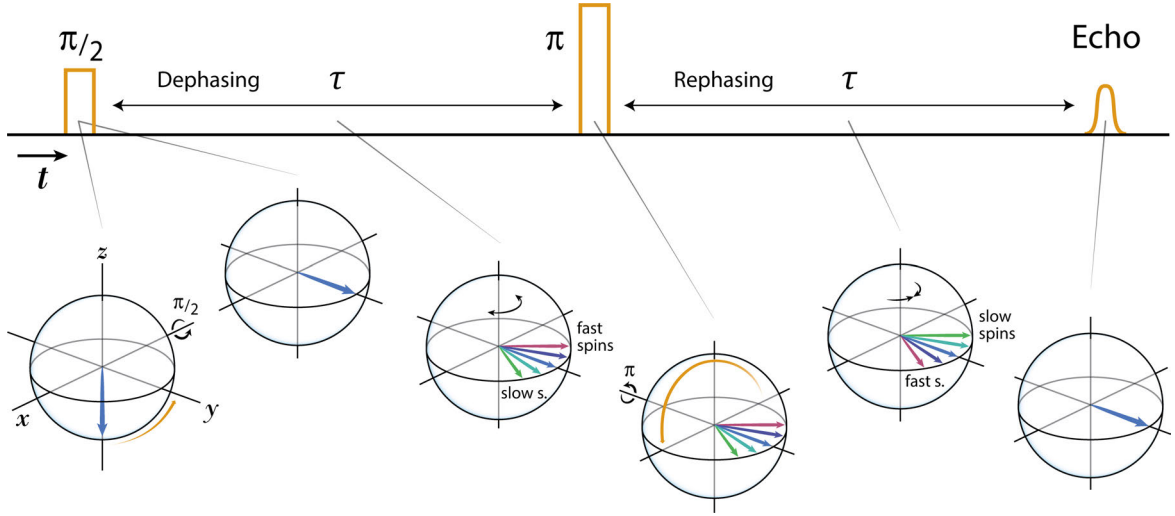 π/2
Dephasing
τ
π
Rephasing
τ
Echo
t
z
π/2
x
y
fast
spins
slow s.
π
slow
spins
fast s.